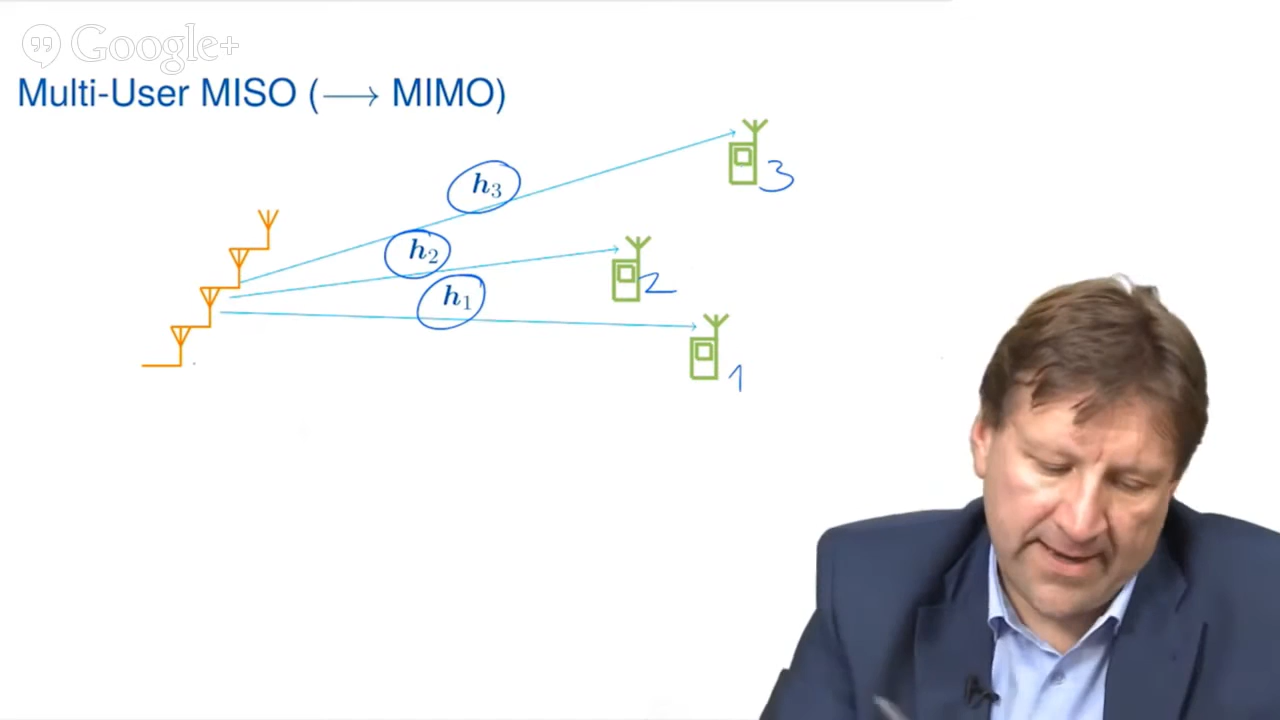 Google+
Multi-User MISO (⟶ MIMO)
h₃
3
h₂
2
h₁
1